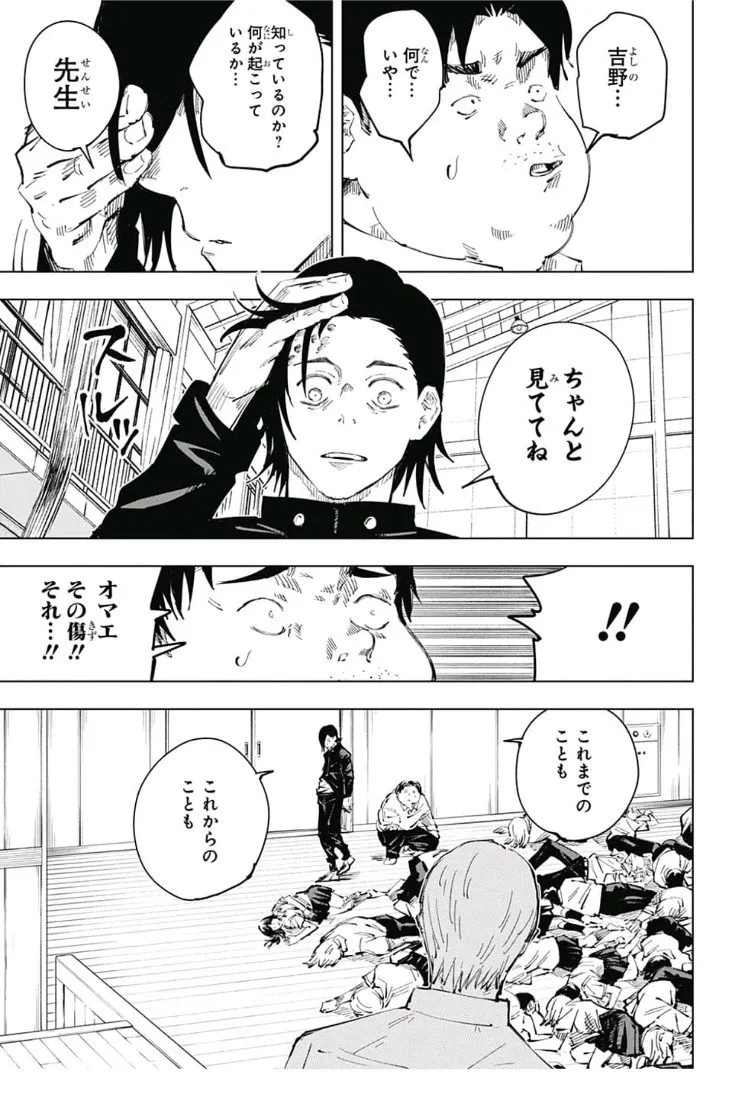 吉野…
何で…
いや…
知っているのか？
何が起こって
いるか…
先生
ちゃんと
見ててね
スルッ
!!
オマエ
その傷!!
それ…!!
これまでの
ことも
これからの
ことも